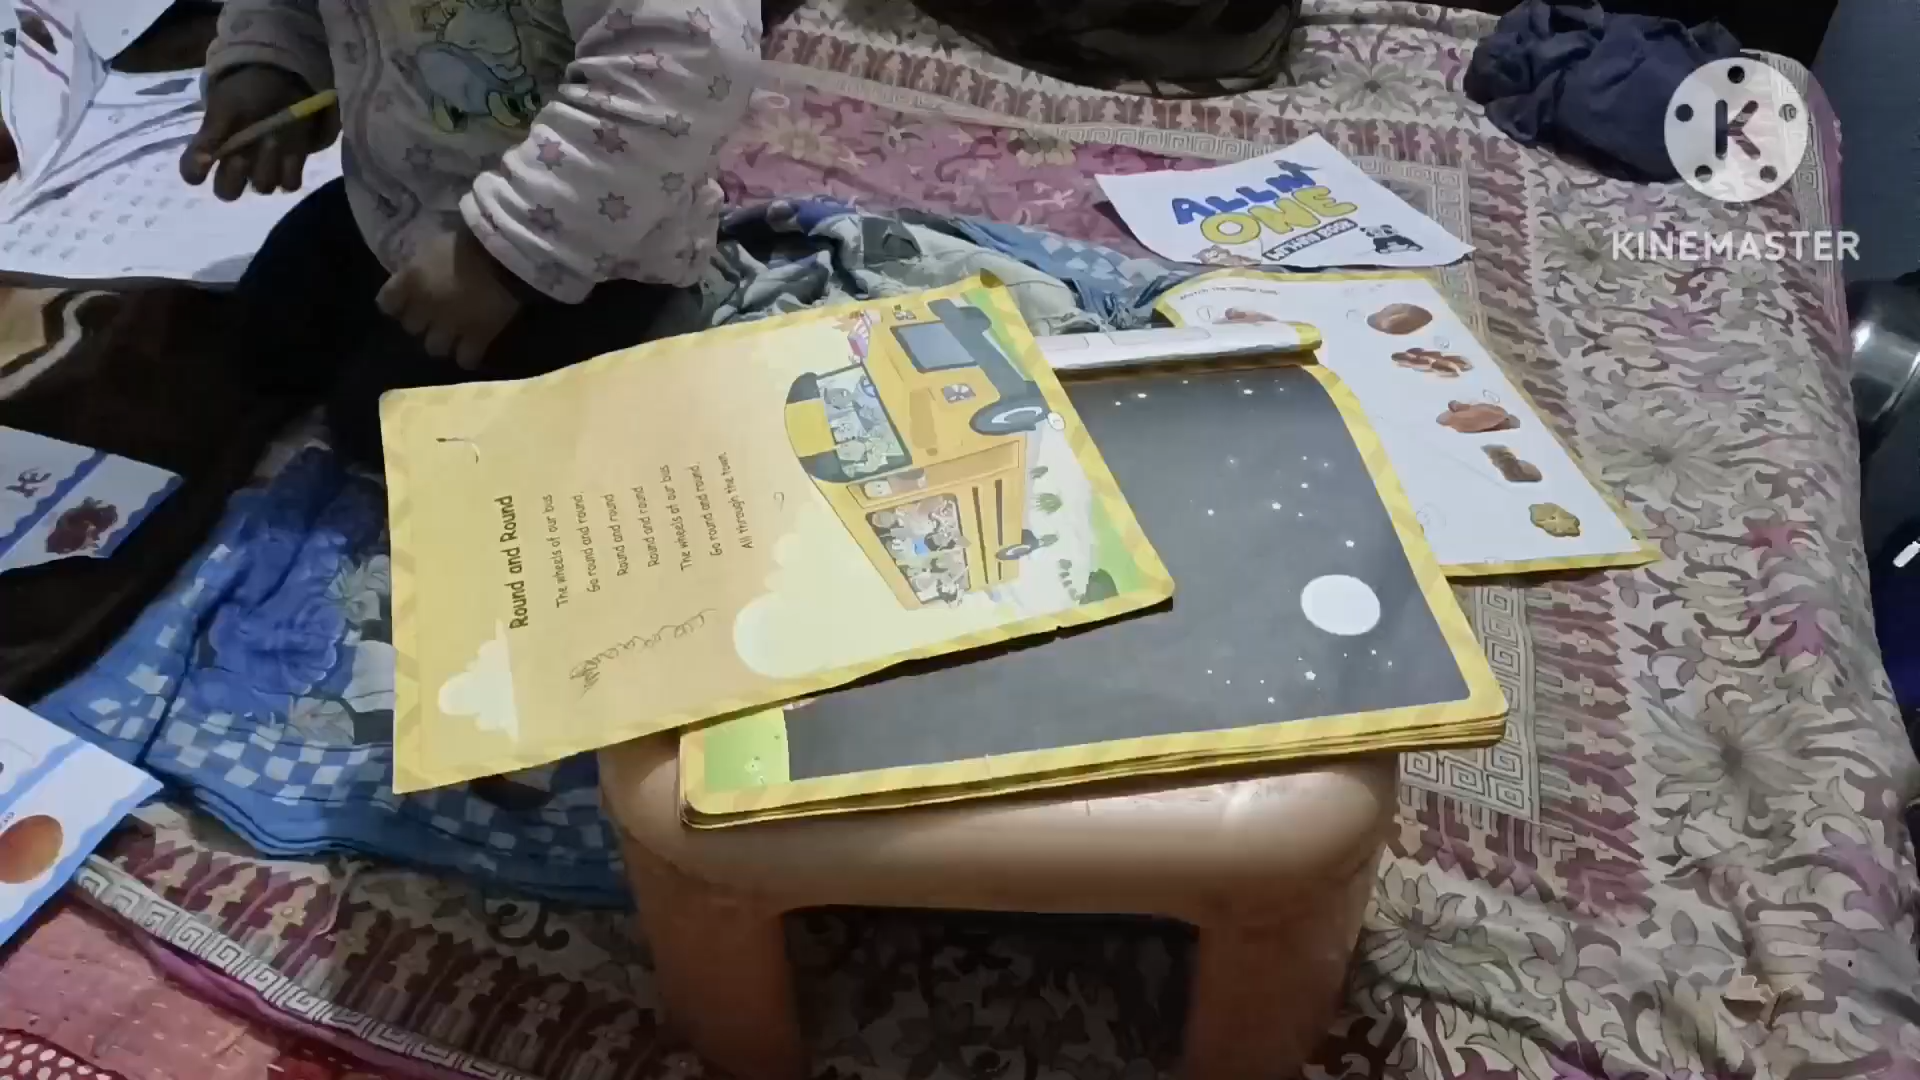 KINEMASTER
ALL IN
ONE
Round and Round
The wheels of our bus
Go round and round,
Round and round
Round and round
The wheels of our bus
Go round and round,
All through the town.